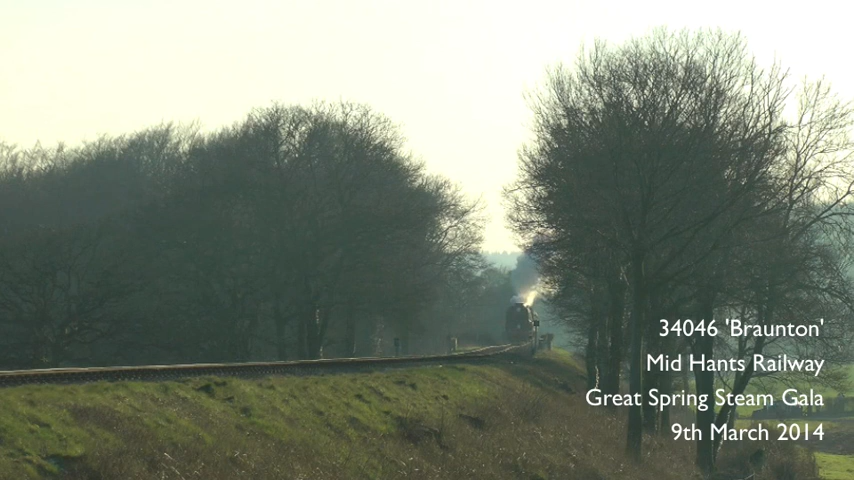 34046 'Braunton'
Mid Hants Railway
Great Spring Steam Gala
9th March 2014